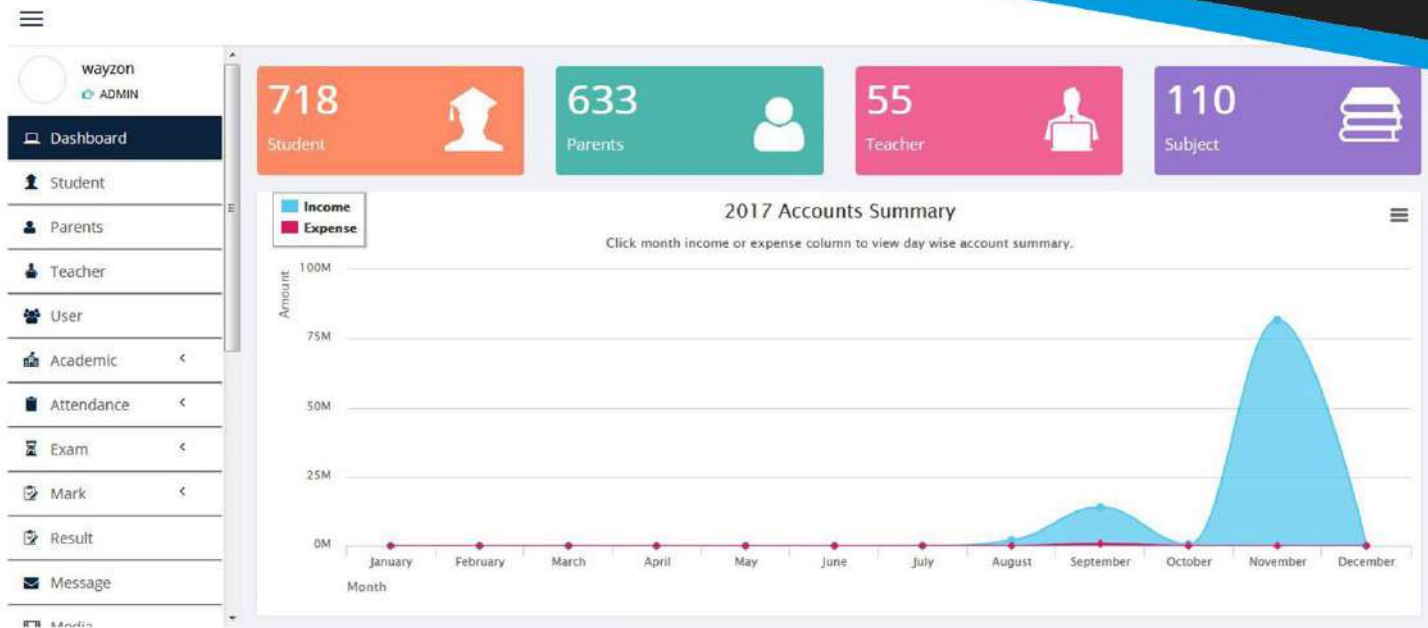 wayzon
ADMIN
Dashboard
Student
Parents
Teacher
User
Academic
Attendance
Exam
Mark
Result
Message
Media
718
Student
633
Parents
55
Teacher
110
Subject
Income
Expense
2017 Accounts Summary
Click month income or expense column to view day wise account summary.
Amount
100M
75M
50M
25M
0M
January February March April May June July August September October November December
Month